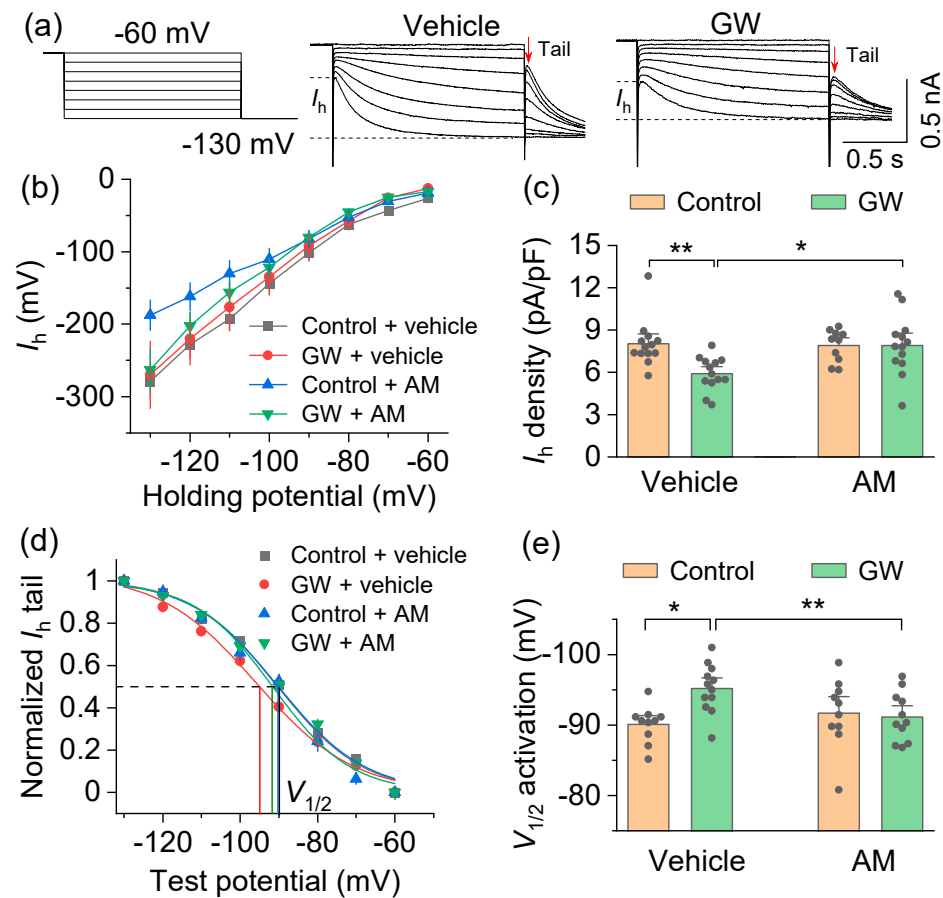 (a)
-60 mV
-130 mV
Vehicle
Tail
Ih
GW
Tail
Ih
0.5 nA
0.5 s
(b)
0
-100
-200
-300
Ih (mV)
-120
-100
-80
-60
Holding potential (mV)
Control + vehicle
GW + vehicle
Control + AM
GW + AM
(c)
Control
GW
15
12
9
6
3
0
Ih density (pA/pF)
**
*
Vehicle
AM
(d)
Control + vehicle
GW + vehicle
Control + AM
GW + AM
1
0.8
0.6
0.4
0.2
0
Normalized Ih tail
V1/2
-120
-100
-80
-60
Test potential (mV)
(e)
Control
GW
-100
-90
-80
V1/2 activation (mV)
*
**
Vehicle
AM